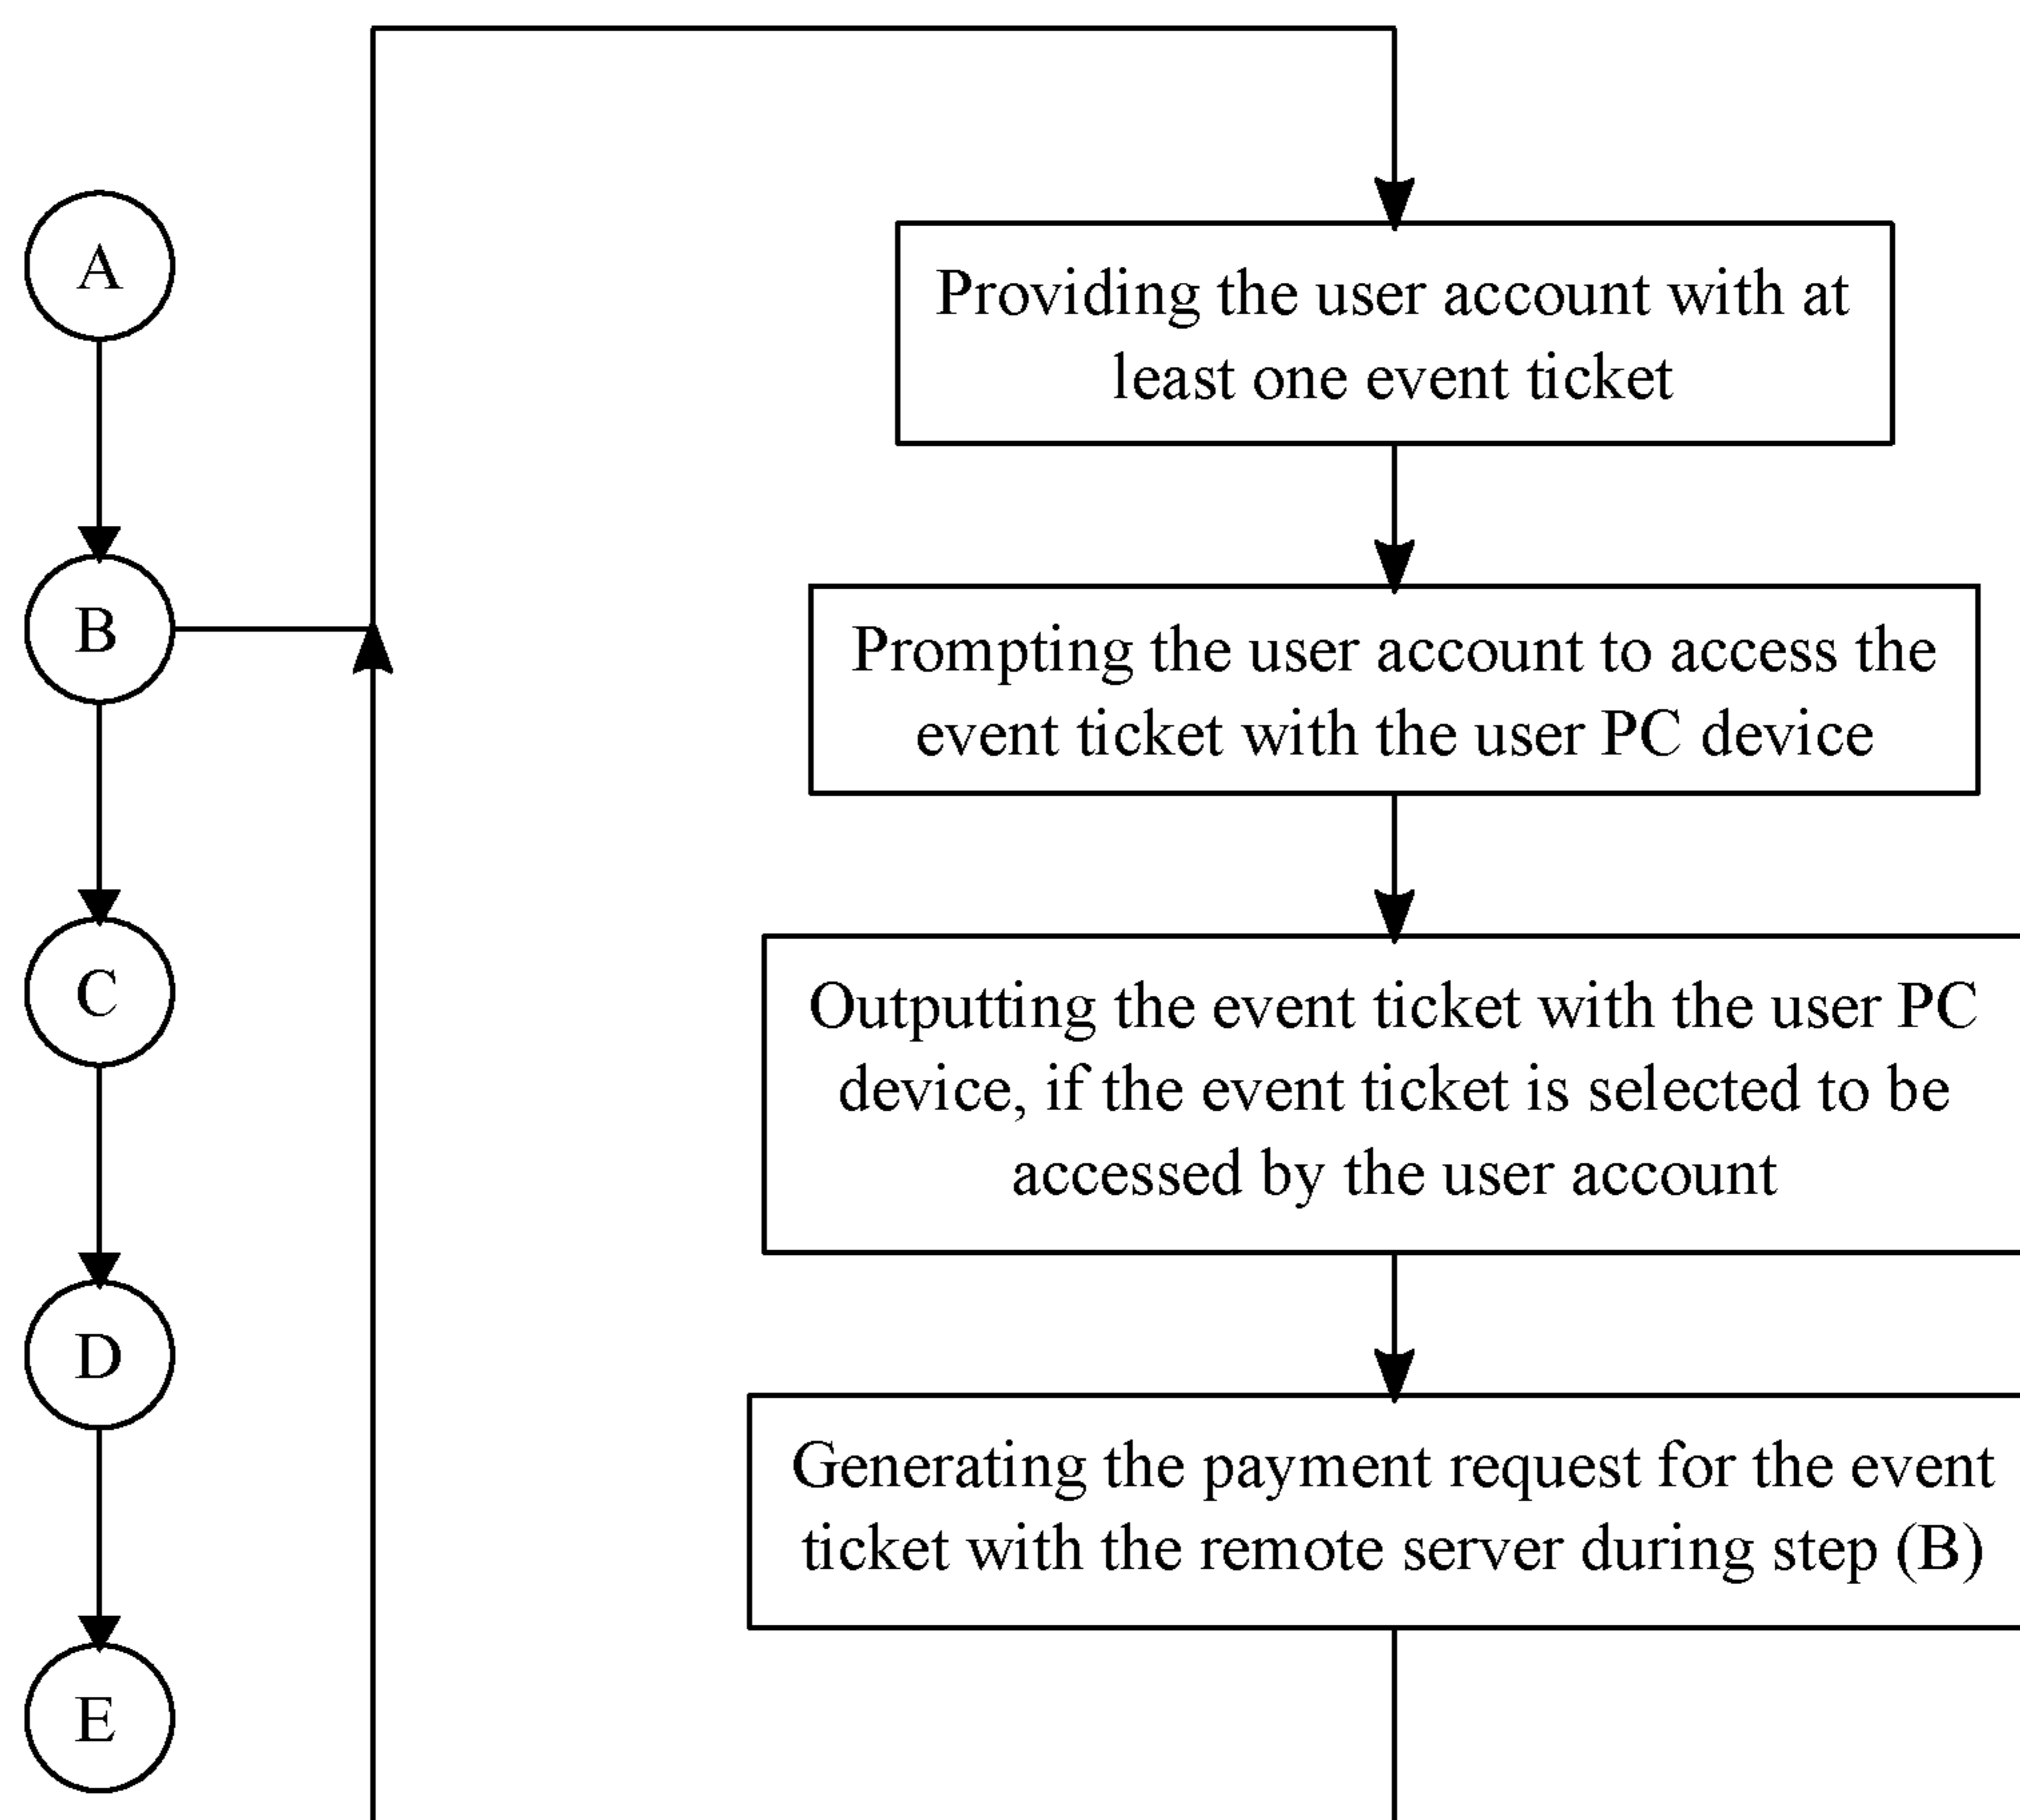 A
B
C
D
E
Providing the user account with at
least one event ticket
Prompting the user account to access the
event ticket with the user PC device
Outputting the event ticket with the user PC
device, if the event ticket is selected to be
accessed by the user account
Generating the payment request for the event
ticket with the remote server during step (B)